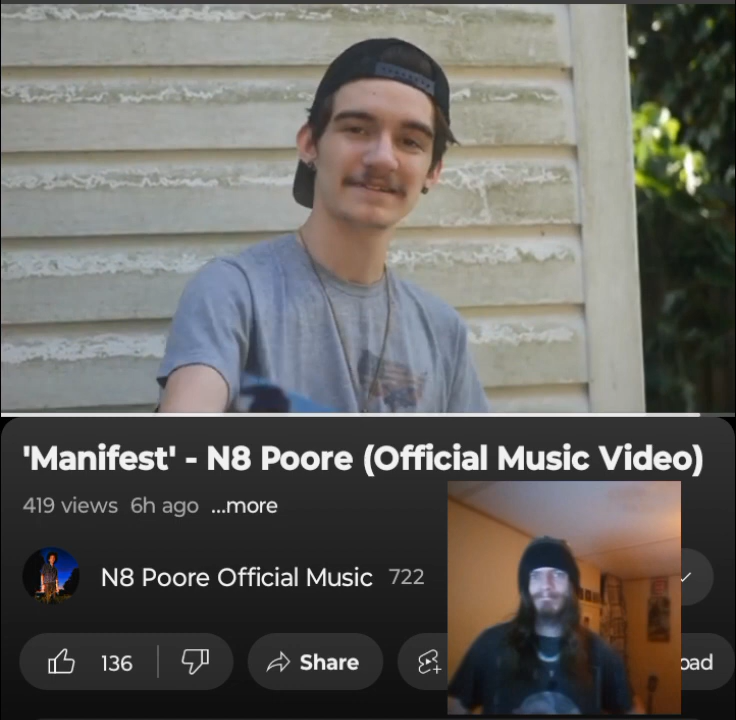 'Manifest' - N8 Poore (Official Music Video)
419 views 6h ago ...more
N8 Poore Official Music 722
136 Share oad